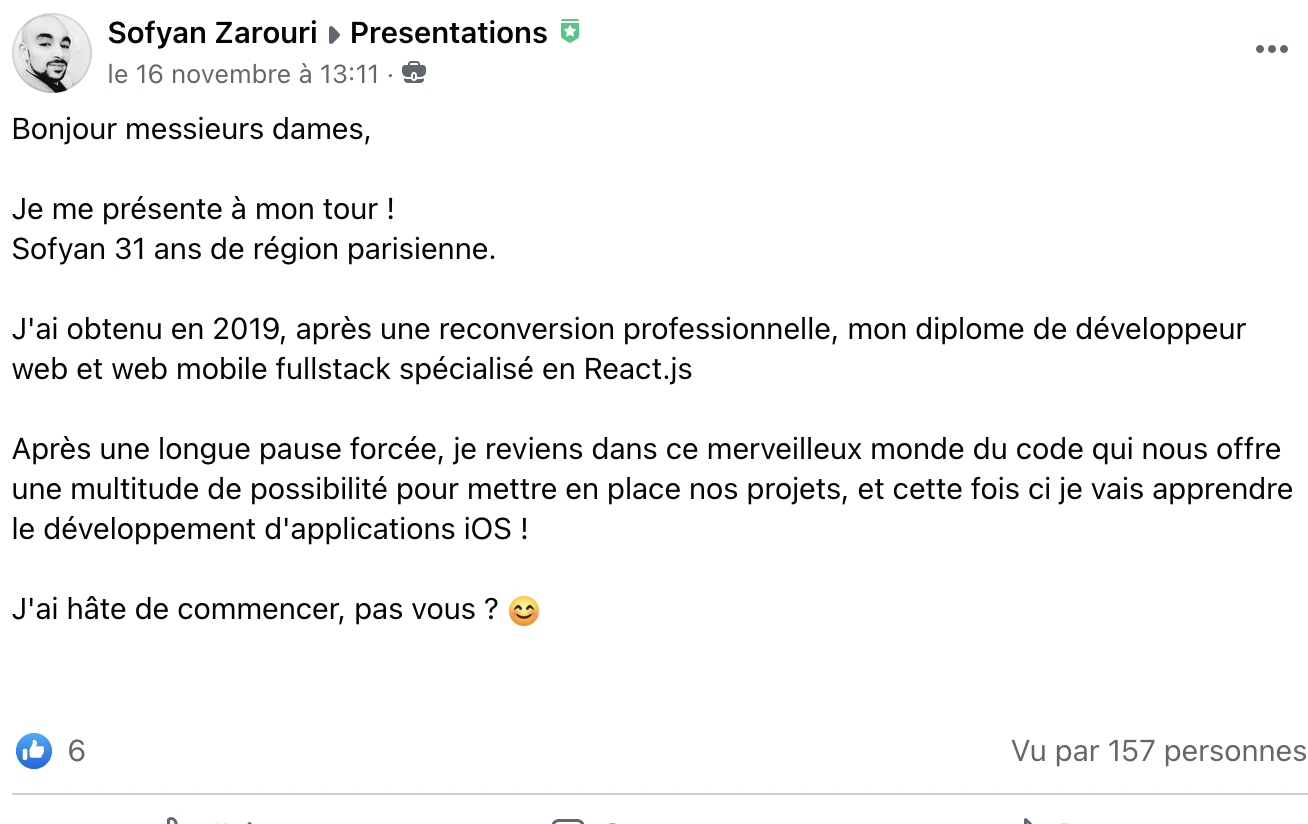 Sofyan Zarouri Presentations
le 16 novembre à 13:11 ·
Bonjour messieurs dames,
Je me présente à mon tour !
Sofyan 31 ans de région parisienne.
J'ai obtenu en 2019, après une reconversion professionnelle, mon diplome de développeur
web et web mobile fullstack spécialisé en React.js
Après une longue pause forcée, je reviens dans ce merveilleux monde du code qui nous offre
une multitude de possibilité pour mettre en place nos projets, et cette fois ci je vais apprendre
le développement d'applications iOS !
J'ai hâte de commencer, pas vous ? 😊
6
Vu par 157 personnes